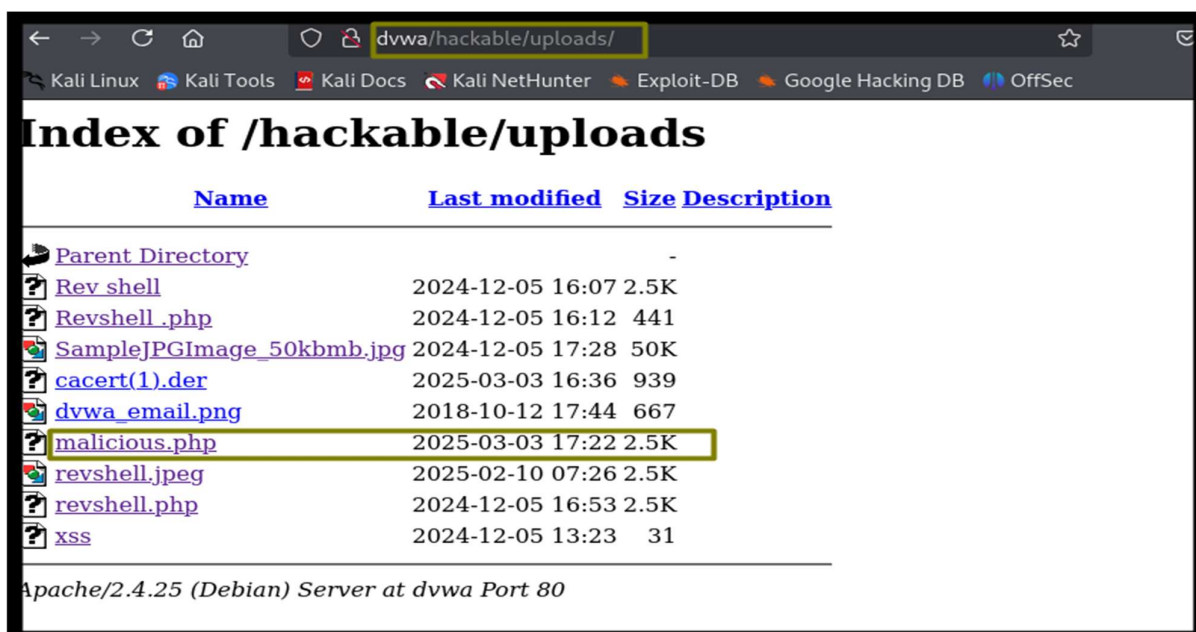 dvwa/hackable/uploads/
Kali Linux Kali Tools Kali Docs Kali NetHunter Exploit-DB Google Hacking DB OffSec
Index of /hackable/uploads
Name Last modified Size Description
Parent Directory -
Rev shell 2024-12-05 16:07 2.5K
Revshell .php 2024-12-05 16:12 441
SampleJPGImage_50kbmb.jpg 2024-12-05 17:28 50K
cacert(1).der 2025-03-03 16:36 939
dvwa_email.png 2018-10-12 17:44 667
malicious.php 2025-03-03 17:22 2.5K
revshell.jpeg 2025-02-10 07:26 2.5K
revshell.php 2024-12-05 16:53 2.5K
xss 2024-12-05 13:23 31
Apache/2.4.25 (Debian) Server at dvwa Port 80